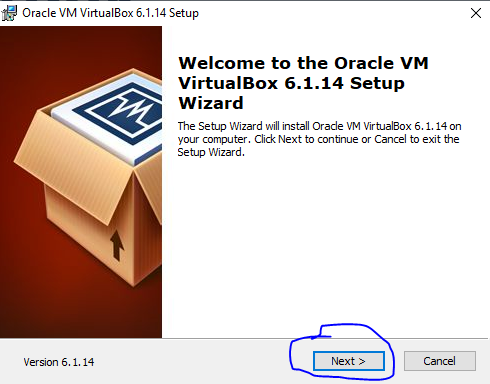 Oracle VM VirtualBox 6.1.14 Setup
VM
Welcome to the Oracle VM
VirtualBox 6.1.14 Setup
Wizard
The Setup Wizard will install Oracle VM VirtualBox 6.1.14 on
your computer. Click Next to continue or Cancel to exit the
Setup Wizard.
Version 6.1.14
Next >
Cancel